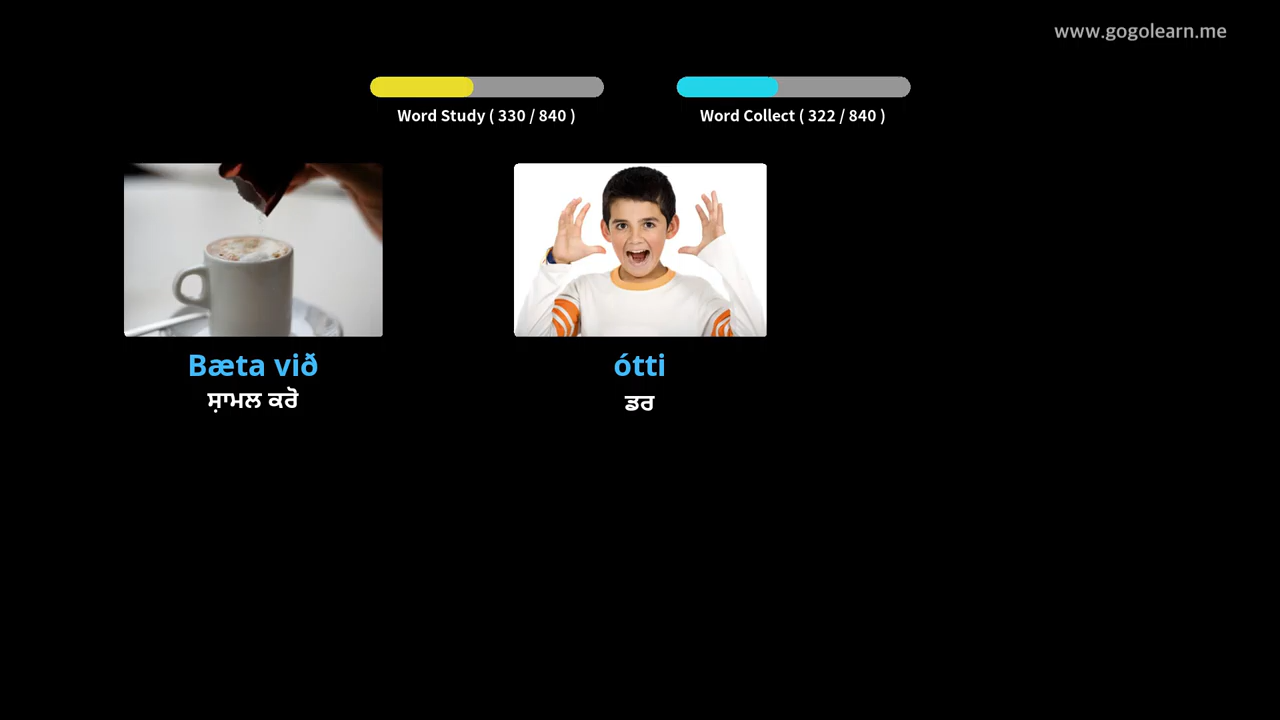 www.gogolearn.me
Word Study ( 330 / 840 )
Word Collect ( 322 / 840 )
Bæta við
ਸ਼ਾਮਲ ਕਰੋ
ótti
ਡਰ